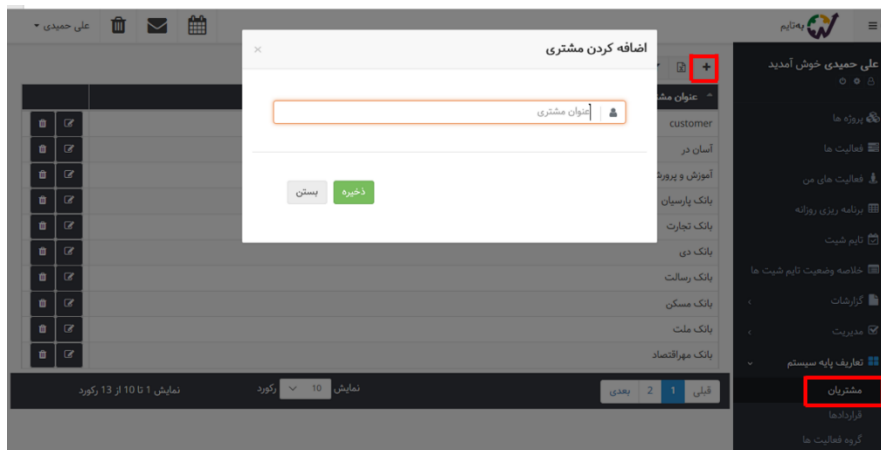 به‌تایم
علی حمیدی
علی حمیدی خوش آمدید
پروژه ها
فعالیت ها
فعالیت های من
برنامه ریزی روزانه
تایم شیت
خلاصه وضعیت تایم شیت ها
گزارشات
مدیریت
تعاریف پایه سیستم
مشتریان
قراردادها
گروه فعالیت ها
اضافه کردن مشتری
×
عنوان مشتری
ذخیره
بستن
عنوان
customer
آسان در
آموزش و
بانک پارسیان
بانک تجارت
بانک دی
بانک رسالت
بانک مسکن
بانک ملت
بانک مهراقتصاد
قبلی 1 2 بعدی
نمایش 10 رکورد
نمایش 1 تا 10 از 13 رکورد